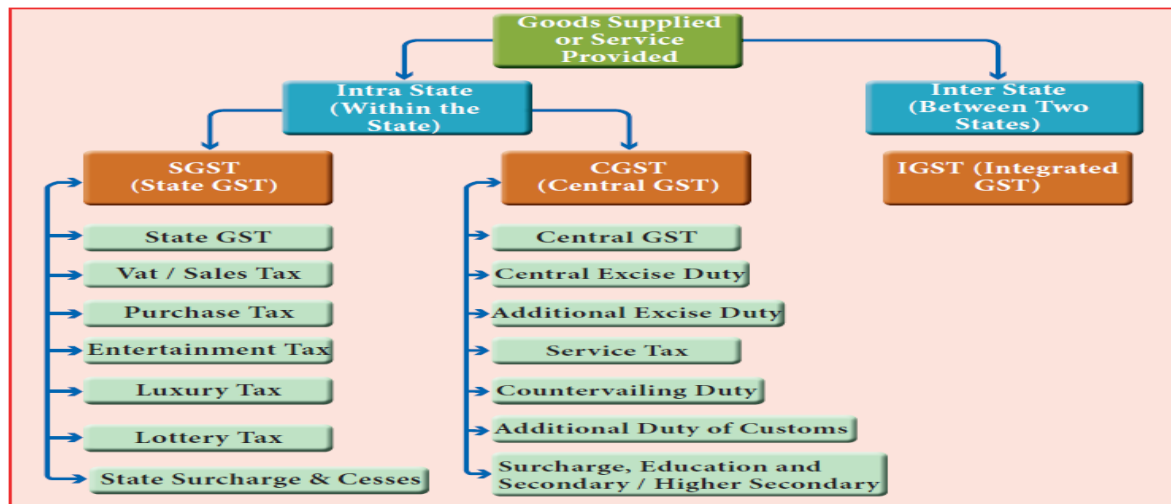 Goods Supplied
or Service
Provided
Intra State
(Within the
State)
Inter State
(Between Two
States)
SGST
(State GST)
CGST
(Central GST)
IGST (Integrated
GST)
State GST
Vat / Sales Tax
Purchase Tax
Entertainment Tax
Luxury Tax
Lottery Tax
State Surcharge & Cesses
Central GST
Central Excise Duty
Additional Excise Duty
Service Tax
Countervailing Duty
Additional Duty of Customs
Surcharge, Education and
Secondary / Higher Secondary